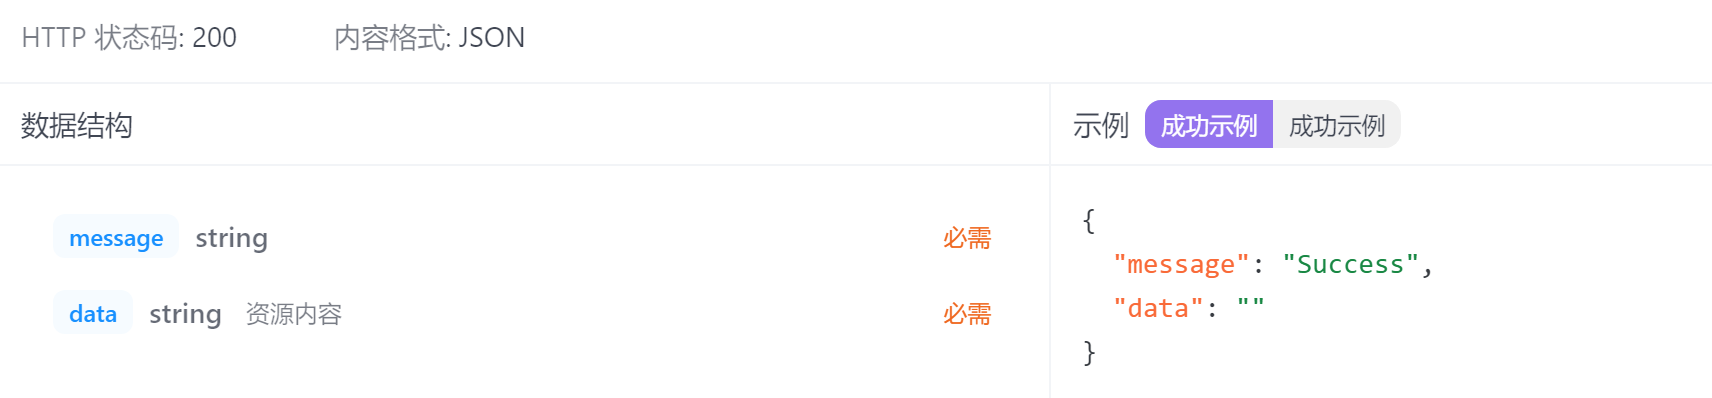 HTTP 状态码: 200 内容格式: JSON
数据结构
示例 成功示例 成功示例
message string 必需
data string 资源内容 必需
{
"message": "Success",
"data": ""
}